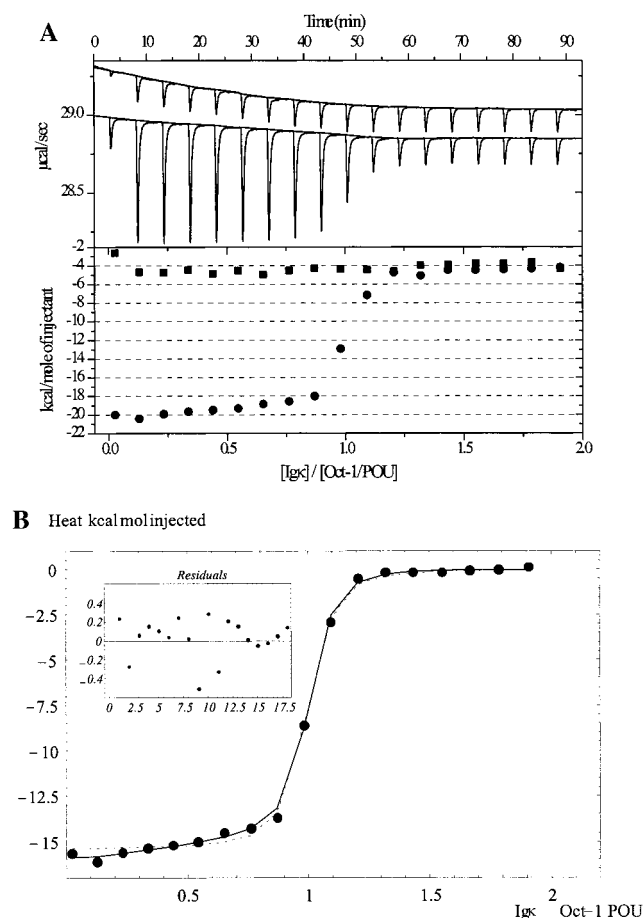 Time (min)
A
0 10 20 30 40 50 60 70 80 90
29.0
28.5
µcal/sec
-2
-4
-6
-8
-10
-12
-14
-16
-18
-20
-22
kcal/mole of injectant
0.0 0.5 1.0 1.5 2.0
[Igκ] / [Oct-1/POU]
B Heat kcal mol injected
0
−2.5
−5
−7.5
−10
−12.5
−15
Residuals
0.4
0.2
0
−0.2
−0.4
0 2.5 5 7.5 10 12.5 15 17.5
0.5 1 1.5 2
Igκ Oct−1 POU